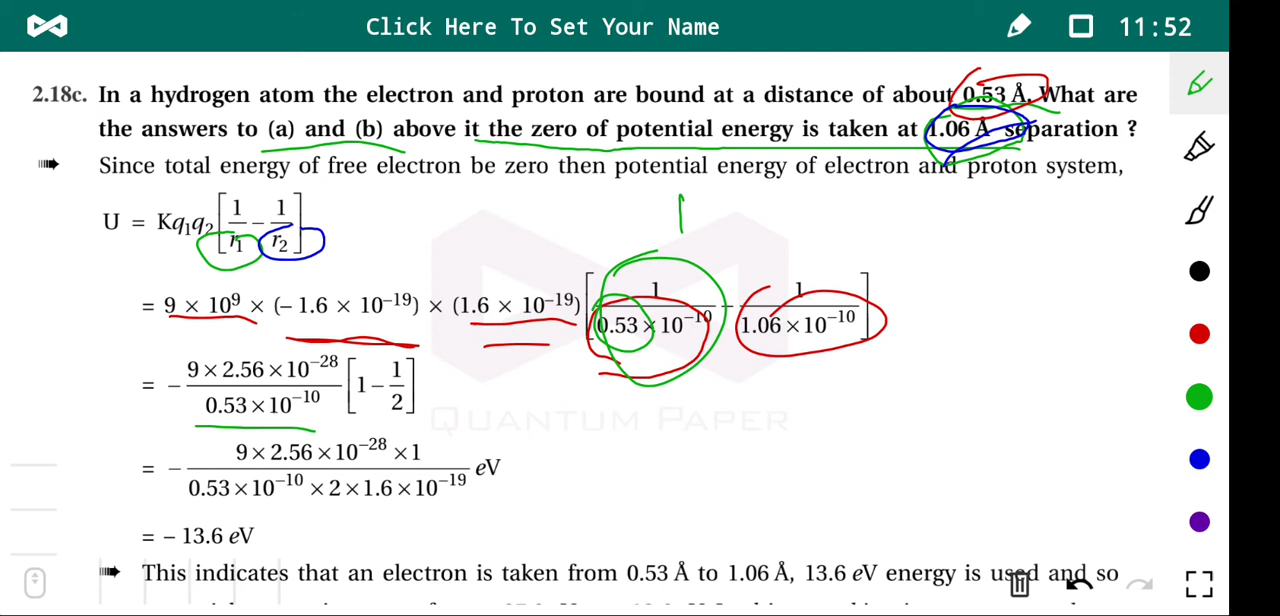 Click Here To Set Your Name
11:52
2.18c. In a hydrogen atom the electron and proton are bound at a distance of about 0.53 Å. What are
the answers to (a) and (b) above it the zero of potential energy is taken at 1.06 Å separation ?
Since total energy of free electron be zero then potential energy of electron and proton system,
U = Kq₁q₂[1/r₁ − 1/r₂]
= 9 × 10⁹ × (− 1.6 × 10⁻¹⁹) × (1.6 × 10⁻¹⁹)[1/0.53 × 10⁻¹⁰ − 1/1.06 × 10⁻¹⁰]
= − 9 × 2.56 × 10⁻²⁸/0.53 × 10⁻¹⁰ [1 − 1/2]
= − 9 × 2.56 × 10⁻²⁸ × 1/0.53 × 10⁻¹⁰ × 2 × 1.6 × 10⁻¹⁹ eV
QUANTUM PAPER
= − 13.6 eV
This indicates that an electron is taken from 0.53 Å to 1.06 Å, 13.6 eV energy is used and so